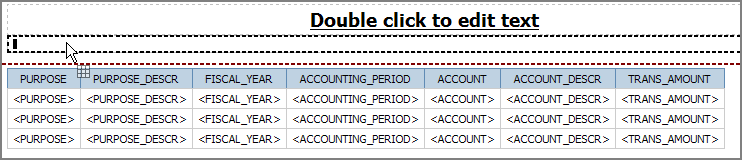 Double click to edit text
PURPOSE PURPOSE_DESCR FISCAL_YEAR ACCOUNTING_PERIOD ACCOUNT ACCOUNT_DESCR TRANS_AMOUNT
<PURPOSE> <PURPOSE_DESCR> <FISCAL_YEAR> <ACCOUNTING_PERIOD> <ACCOUNT> <ACCOUNT_DESCR> <TRANS_AMOUNT>
<PURPOSE> <PURPOSE_DESCR> <FISCAL_YEAR> <ACCOUNTING_PERIOD> <ACCOUNT> <ACCOUNT_DESCR> <TRANS_AMOUNT>
<PURPOSE> <PURPOSE_DESCR> <FISCAL_YEAR> <ACCOUNTING_PERIOD> <ACCOUNT> <ACCOUNT_DESCR> <TRANS_AMOUNT>